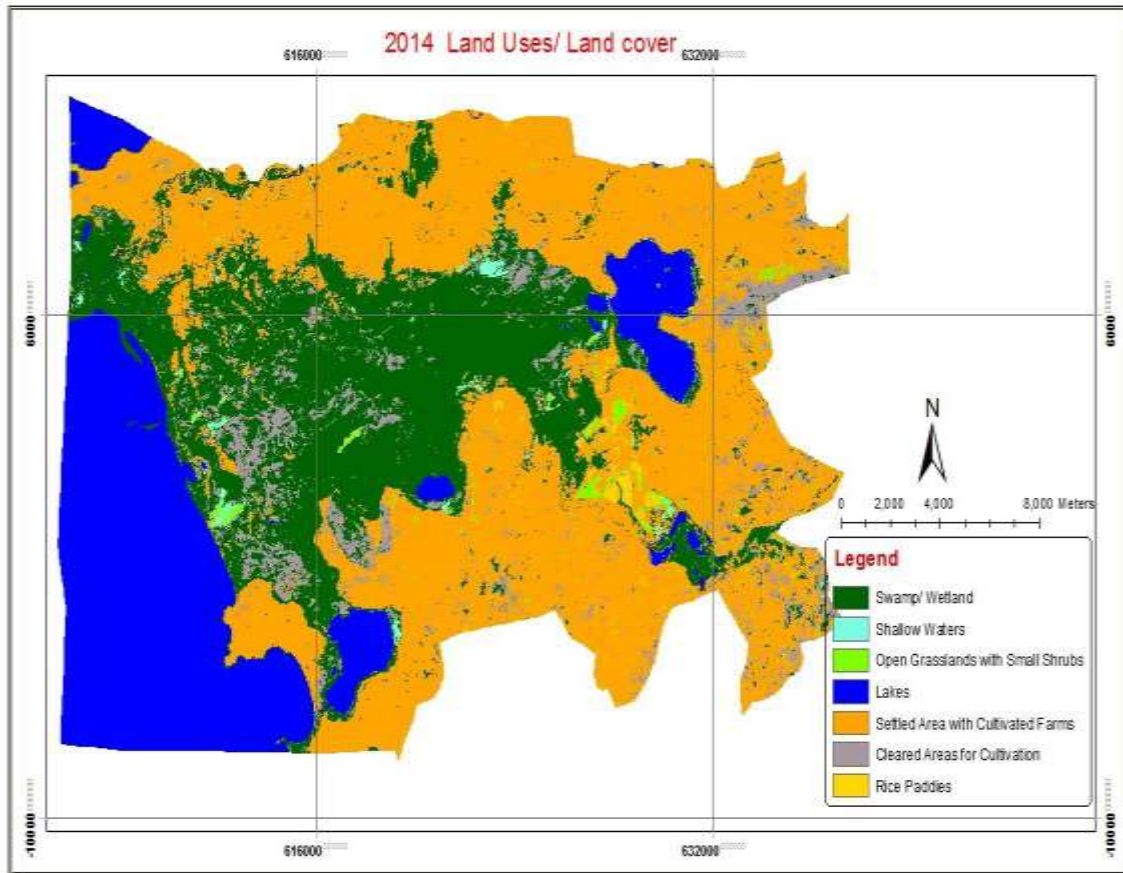 2014 Land Uses/ Land cover
616000
632000
6000
6000
N
0 2,000 4,000 8,000 Meters
Legend
Swamp/ Wetland
Shallow Waters
Open Grasslands with Small Shrubs
Lakes
Settled Area with Cultivated Farms
Cleared Areas for Cultivation
Rice Paddies
-10000
-10000
616000
632000